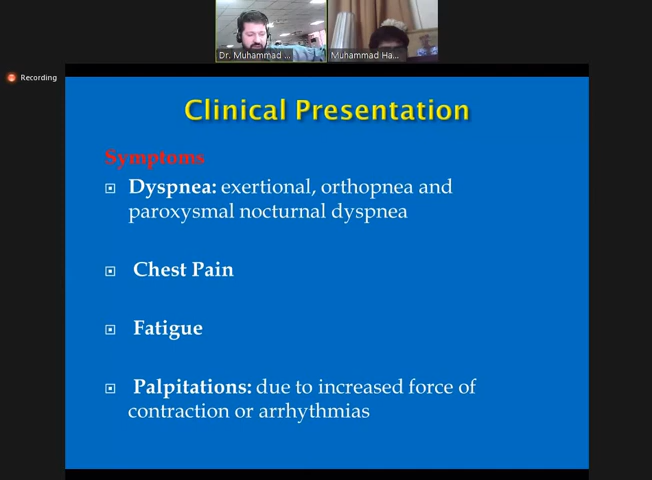 Dr. Muhammad ...
Muhammad Ha...
Recording
Clinical Presentation
Symptoms
Dyspnea: exertional, orthopnea and
paroxysmal nocturnal dyspnea
Chest Pain
Fatigue
Palpitations: due to increased force of
contraction or arrhythmias